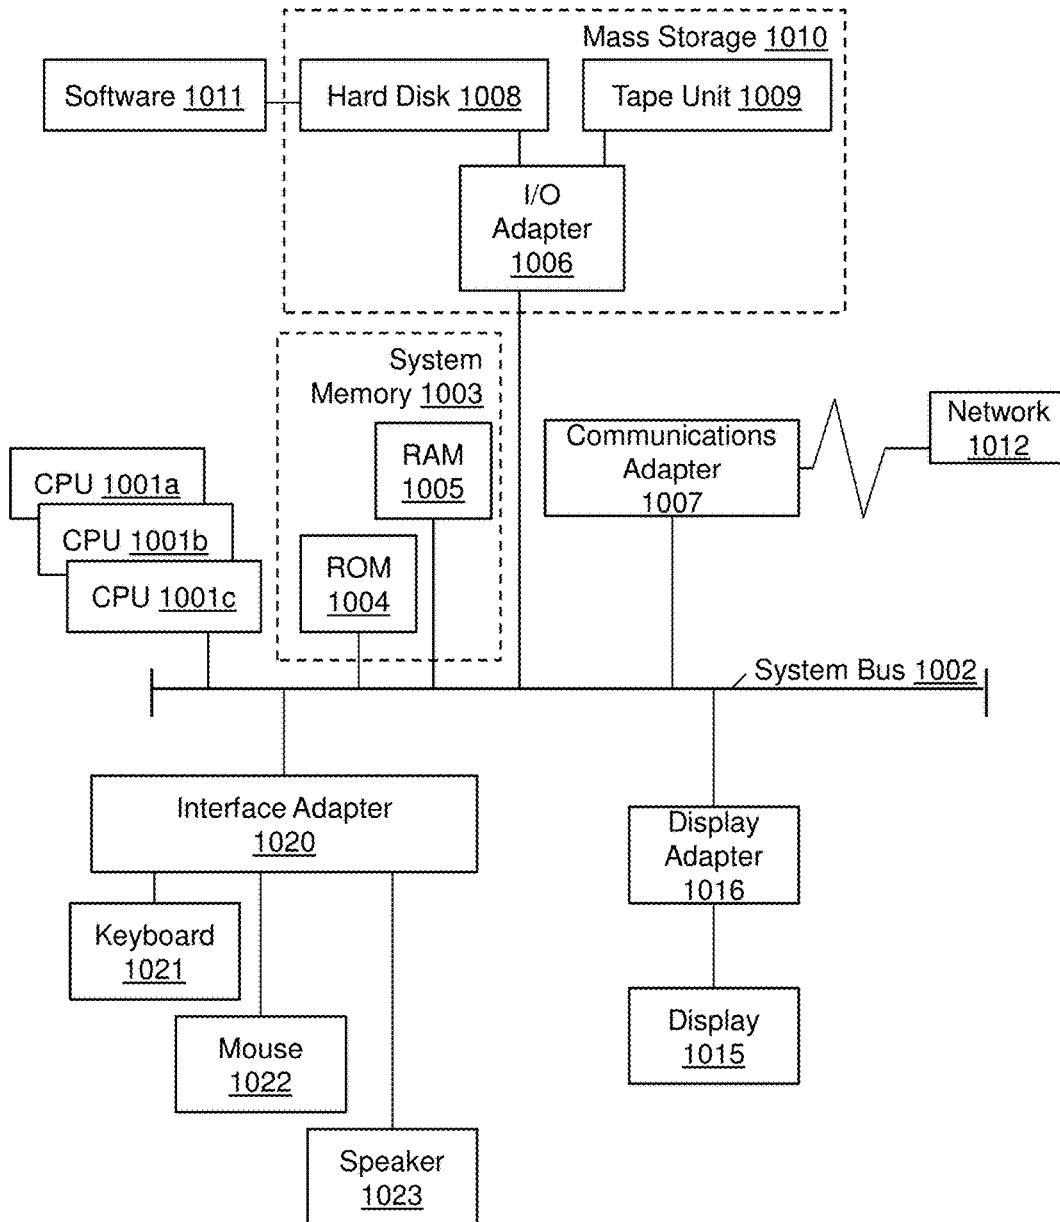 Mass Storage 1010
Software 1011
Hard Disk 1008
Tape Unit 1009
I/O
Adapter
1006
System
Memory 1003
RAM
1005
ROM
1004
Communications
Adapter
1007
Network
1012
CPU 1001a
CPU 1001b
CPU 1001c
System Bus 1002
Interface Adapter
1020
Display
Adapter
1016
Keyboard
1021
Mouse
1022
Display
1015
Speaker
1023